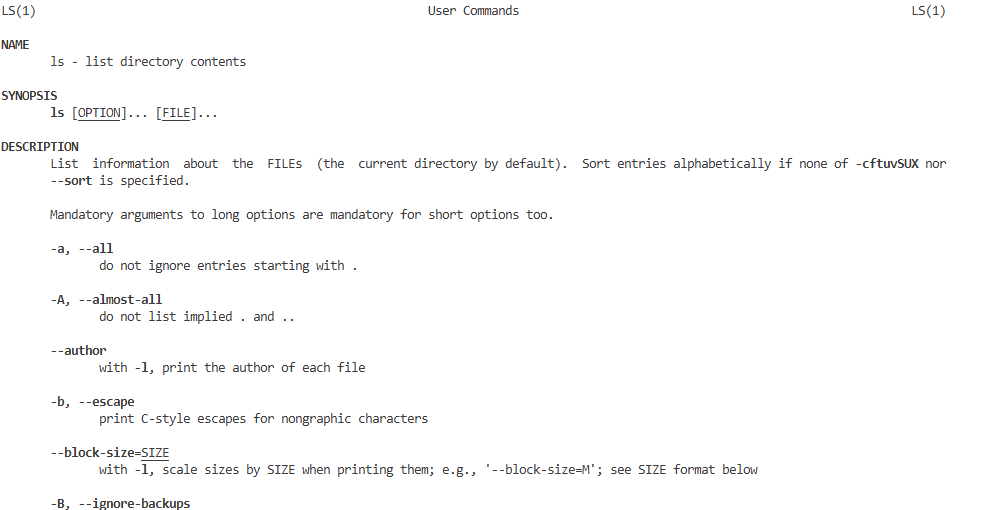 LS(1) User Commands LS(1)
NAME
ls - list directory contents
SYNOPSIS
ls [OPTION]... [FILE]...
DESCRIPTION
List information about the FILEs (the current directory by default). Sort entries alphabetically if none of -cftuvSUX nor
--sort is specified.
Mandatory arguments to long options are mandatory for short options too.
-a, --all
do not ignore entries starting with .
-A, --almost-all
do not list implied . and ..
--author
with -l, print the author of each file
-b, --escape
print C-style escapes for nongraphic characters
--block-size=SIZE
with -l, scale sizes by SIZE when printing them; e.g., '--block-size=M'; see SIZE format below
-B, --ignore-backups